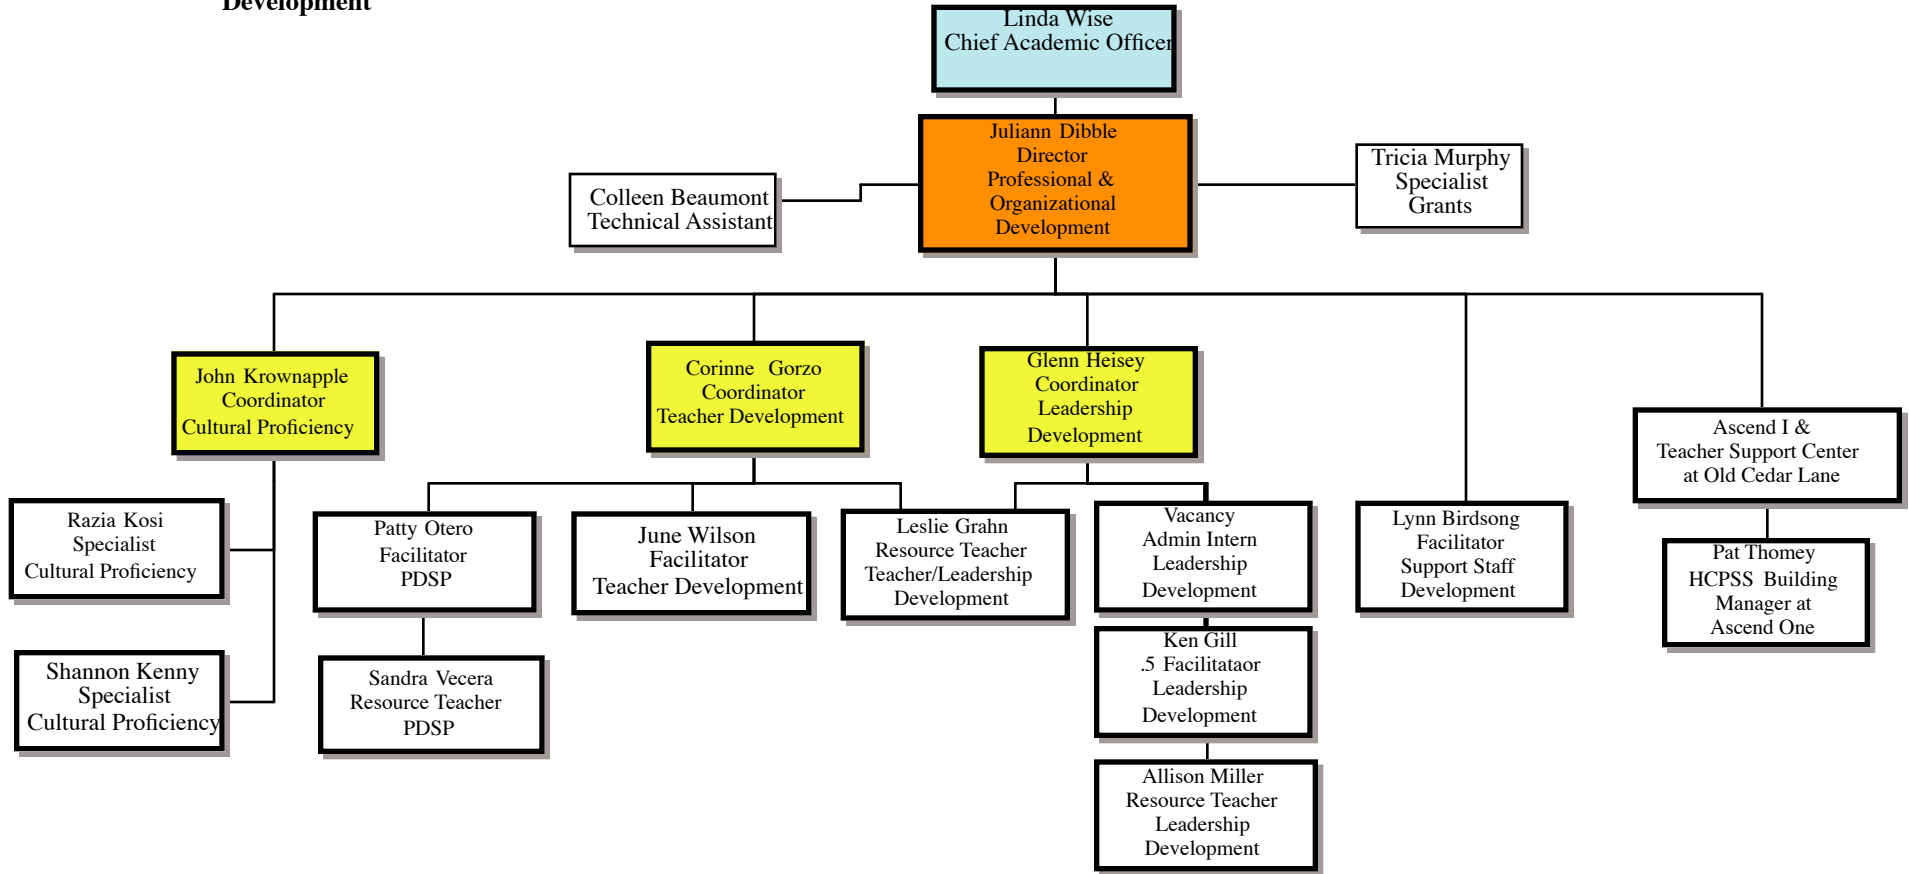 Development
Linda Wise
Chief Academic Officer
Juliann Dibble
Director
Professional &
Organizational
Development
Colleen Beaumont
Technical Assistant
Tricia Murphy
Specialist
Grants
John Krownapple
Coordinator
Cultural Proficiency
Corinne Gorzo
Coordinator
Teacher Development
Glenn Heisey
Coordinator
Leadership
Development
Ascend I &
Teacher Support Center
at Old Cedar Lane
Razia Kosi
Specialist
Cultural Proficiency
Patty Otero
Facilitator
PDSP
June Wilson
Facilitator
Teacher Development
Leslie Grahn
Resource Teacher
Teacher/Leadership
Development
Vacancy
Admin Intern
Leadership
Development
Lynn Birdsong
Facilitator
Support Staff
Development
Pat Thomey
HCPSS Building
Manager at
Ascend One
Shannon Kenny
Specialist
Cultural Proficiency
Sandra Vecera
Resource Teacher
PDSP
Ken Gill
.5 Facilitataor
Leadership
Development
Allison Miller
Resource Teacher
Leadership
Development